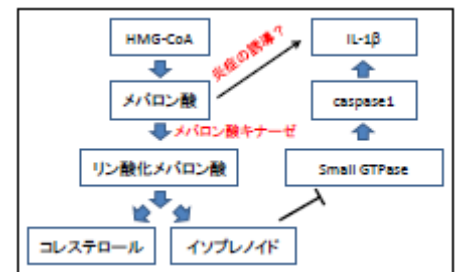 HMG-CoA
IL-1β
炎症の誘導？
メバロン酸
caspase1
メバロン酸キナーゼ
リン酸化メバロン酸
Small GTPase
コレステロール
イソプレノイド